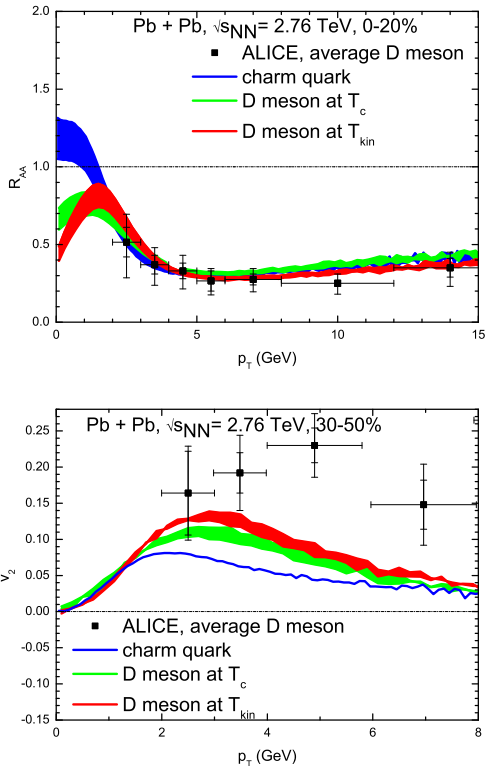 Pb + Pb, √sNN= 2.76 TeV, 0-20%
ALICE, average D meson
charm quark
D meson at Tc
D meson at Tkin
2.0
1.5
1.0
0.5
0.0
RAA
0 5 10 15
pT (GeV)
Pb + Pb, √sNN= 2.76 TeV, 30-50%
6
0.25
0.20
0.15
0.10
0.05
0.00
-0.05
-0.10
-0.15
v2
ALICE, average D meson
charm quark
D meson at Tc
D meson at Tkin
0 2 4 6 8
pT (GeV)